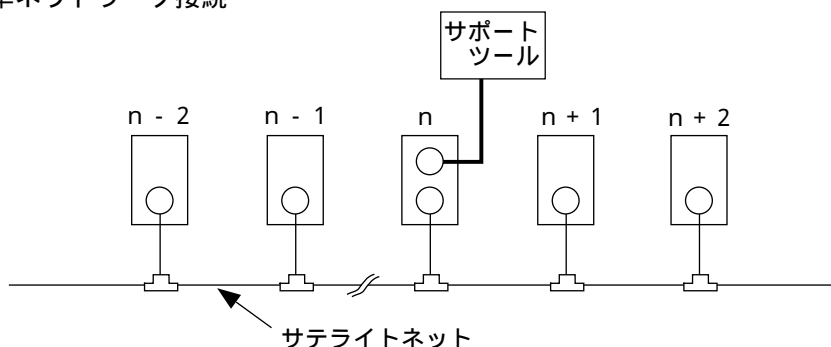 ネットワーク接続
サポート
ツール
n - 2
n - 1
n
n + 1
n + 2
サテライトネット